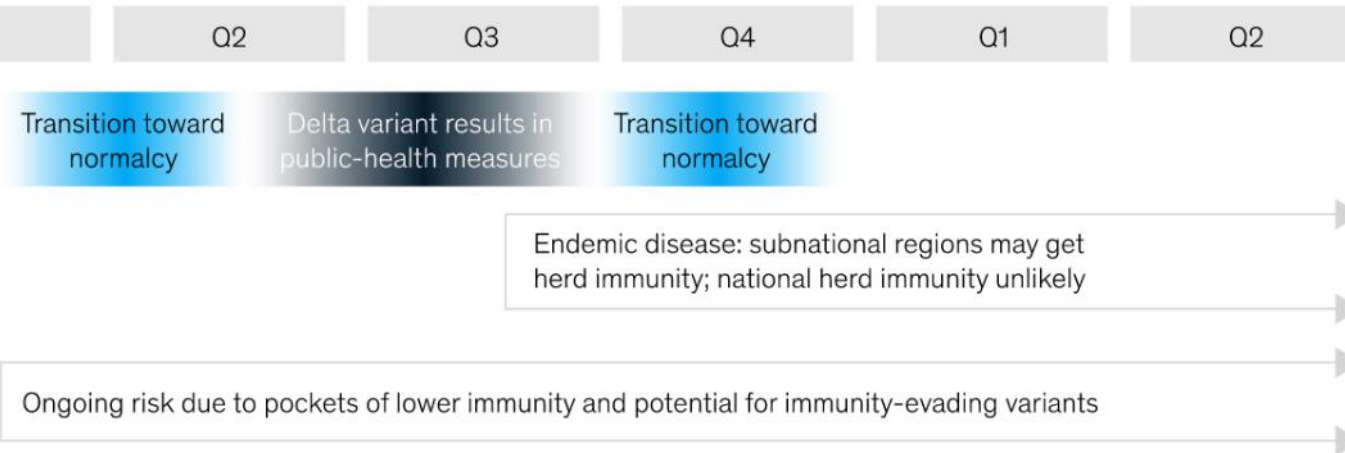 Q2 Q3 Q4 Q1 Q2
Transition toward
normalcy
Delta variant results in
public-health measures
Transition toward
normalcy
Endemic disease: subnational regions may get
herd immunity; national herd immunity unlikely
Ongoing risk due to pockets of lower immunity and potential for immunity-evading variants